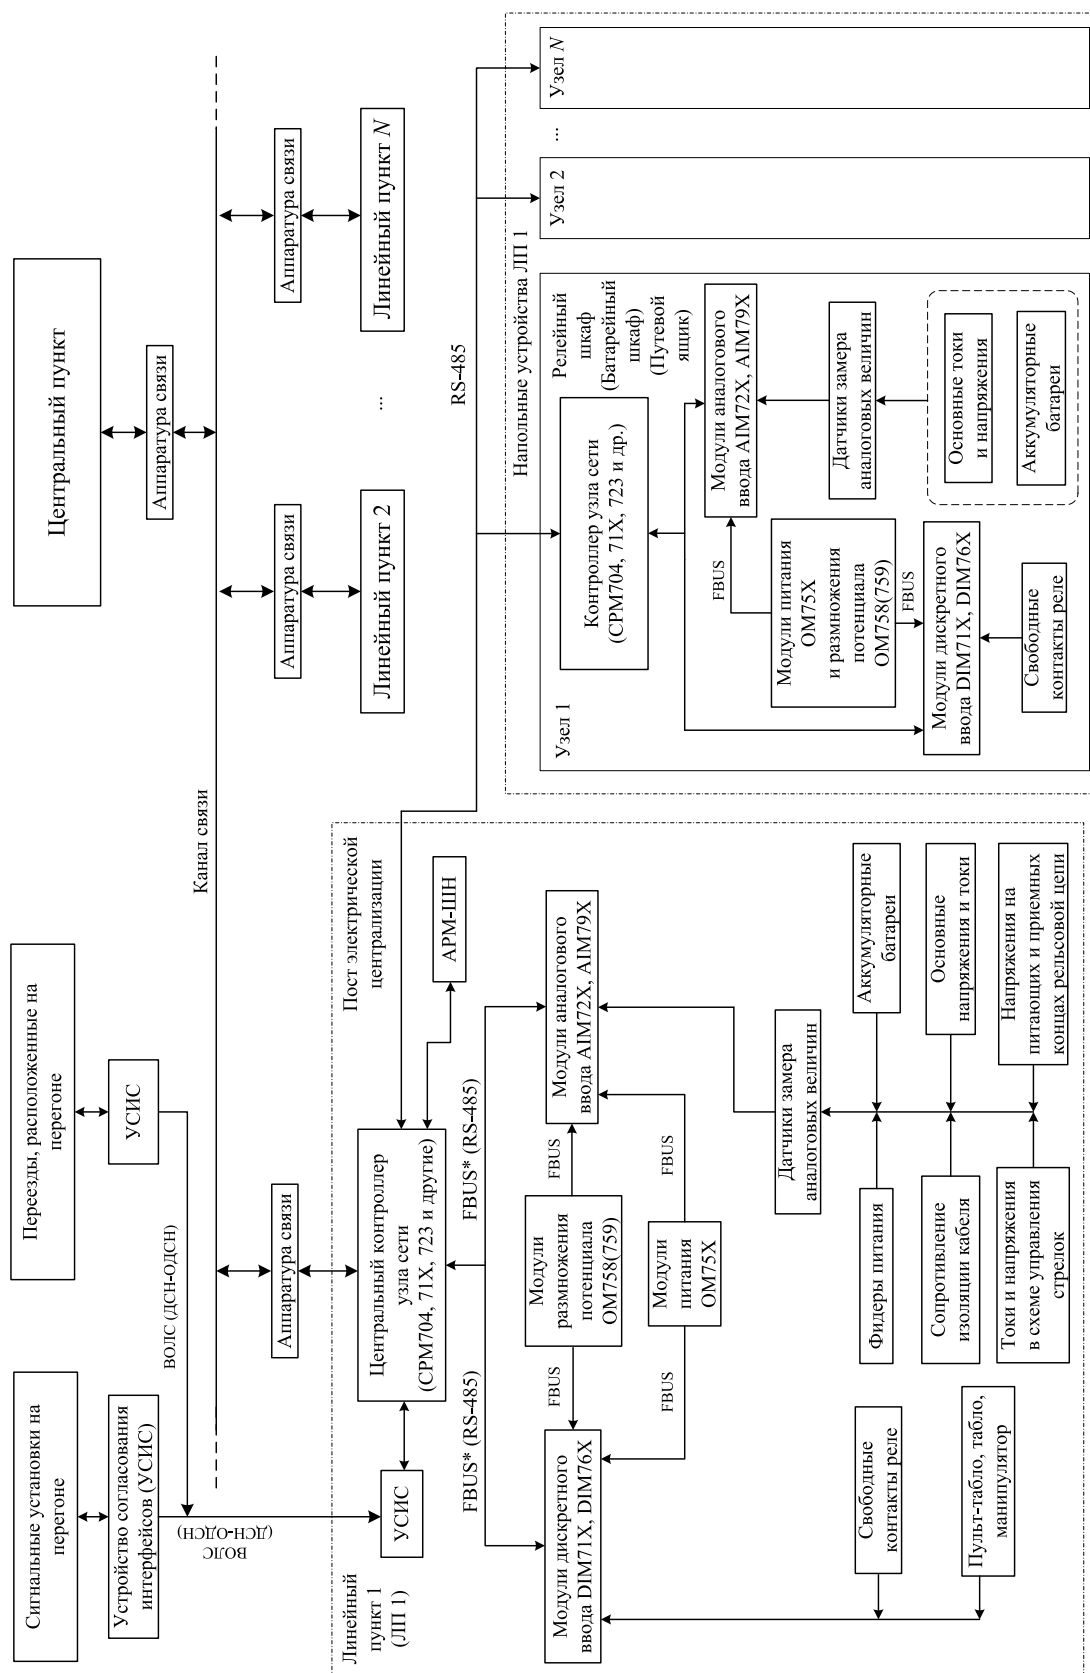 Сигнальные установки на
перегоне
Переезды, расположенные на
перегоне
Центральный пункт
Устройство согласования
интерфейсов (УСИС)
УСИС
Аппаратура связи
ВОЛС (ДСН-ОДСН)
Канал связи
ВОЛС
(ДСН-ОДСН)
Аппаратура связи
Аппаратура связи
Аппаратура связи
Линейный пункт 2
...
Линейный пункт N
Линейный
пункт 1
(ЛП 1)
Пост электрической
централизации
УСИС
Центральный контроллер
узла сети
(CPM704, 71X, 723 и другие)
АРМ-ШН
RS-485
FBUS* (RS-485)
FBUS* (RS-485)
Модули дискретного
ввода DIM71X, DIM76X
FBUS
Модули
размножения
потенциала
OM758(759)
FBUS
Модули аналогового
ввода AIM72X, AIM79X
FBUS
Модули
питания
OM75X
FBUS
Датчики замера
аналоговых величин
Свободные
контакты реле
Пульт-табло, табло,
манипулятор
Фидеры питания
Аккумуляторные
батареи
Сопротивление
изоляции кабеля
Основные
напряжения и токи
Токи и напряжения
в схеме управления
стрелок
Напряжения на
питающих и приемных
концах рельсовой цепи
Напольные устройства ЛП 1
Узел 1
Контроллер узла сети
(CPM704, 71X, 723 и др.)
Релейный
шкаф
(Батарейный
шкаф)
(Путевой
ящик)
FBUS
Модули аналогового
ввода AIM72X, AIM79X
Модули питания
OM75X
и размножения
потенциала
OM758(759)
FBUS
Датчики замера
аналоговых величин
Модули дискретного
ввода DIM71X, DIM76X
Основные токи
и напряжения
Свободные
контакты реле
Аккумуляторные
батареи
Узел 2
...
Узел N